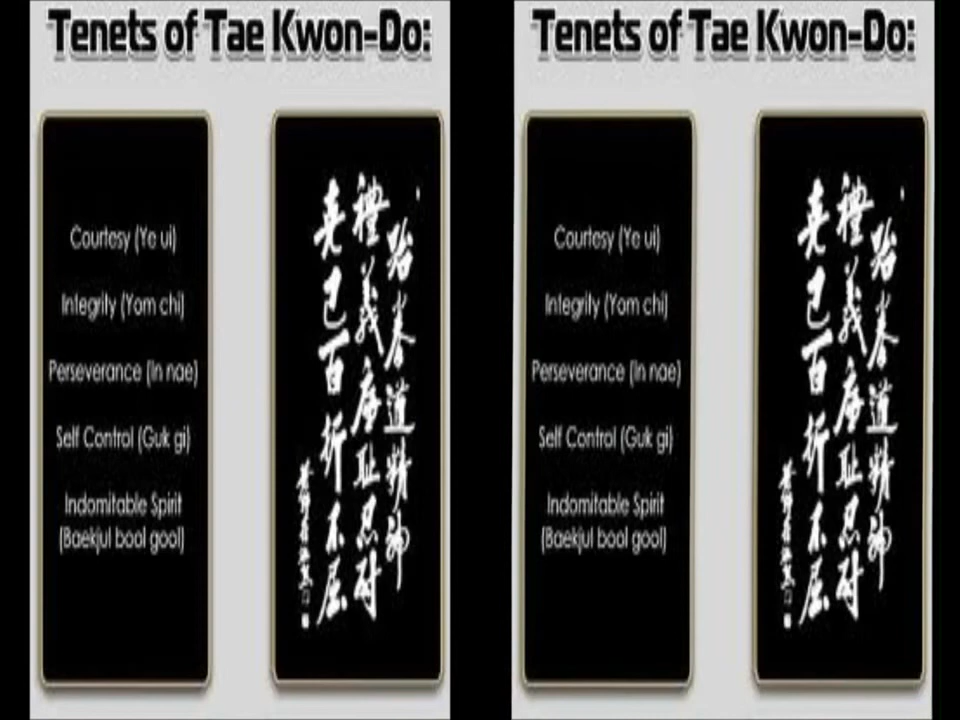 Tenets of Tae Kwon-Do:
Courtesy (Ye ui)
Integrity (Yom chi)
Perseverance (In nae)
Self Control (Guk gi)
Indomitable Spirit
(Baekjul bool gool)
跆拳道精神
禮義廉恥忍耐
克己百折不屈
Tenets of Tae Kwon-Do:
Courtesy (Ye ui)
Integrity (Yom chi)
Perseverance (In nae)
Self Control (Guk gi)
Indomitable Spirit
(Baekjul bool gool)
跆拳道精神
禮義廉恥忍耐
克己百折不屈